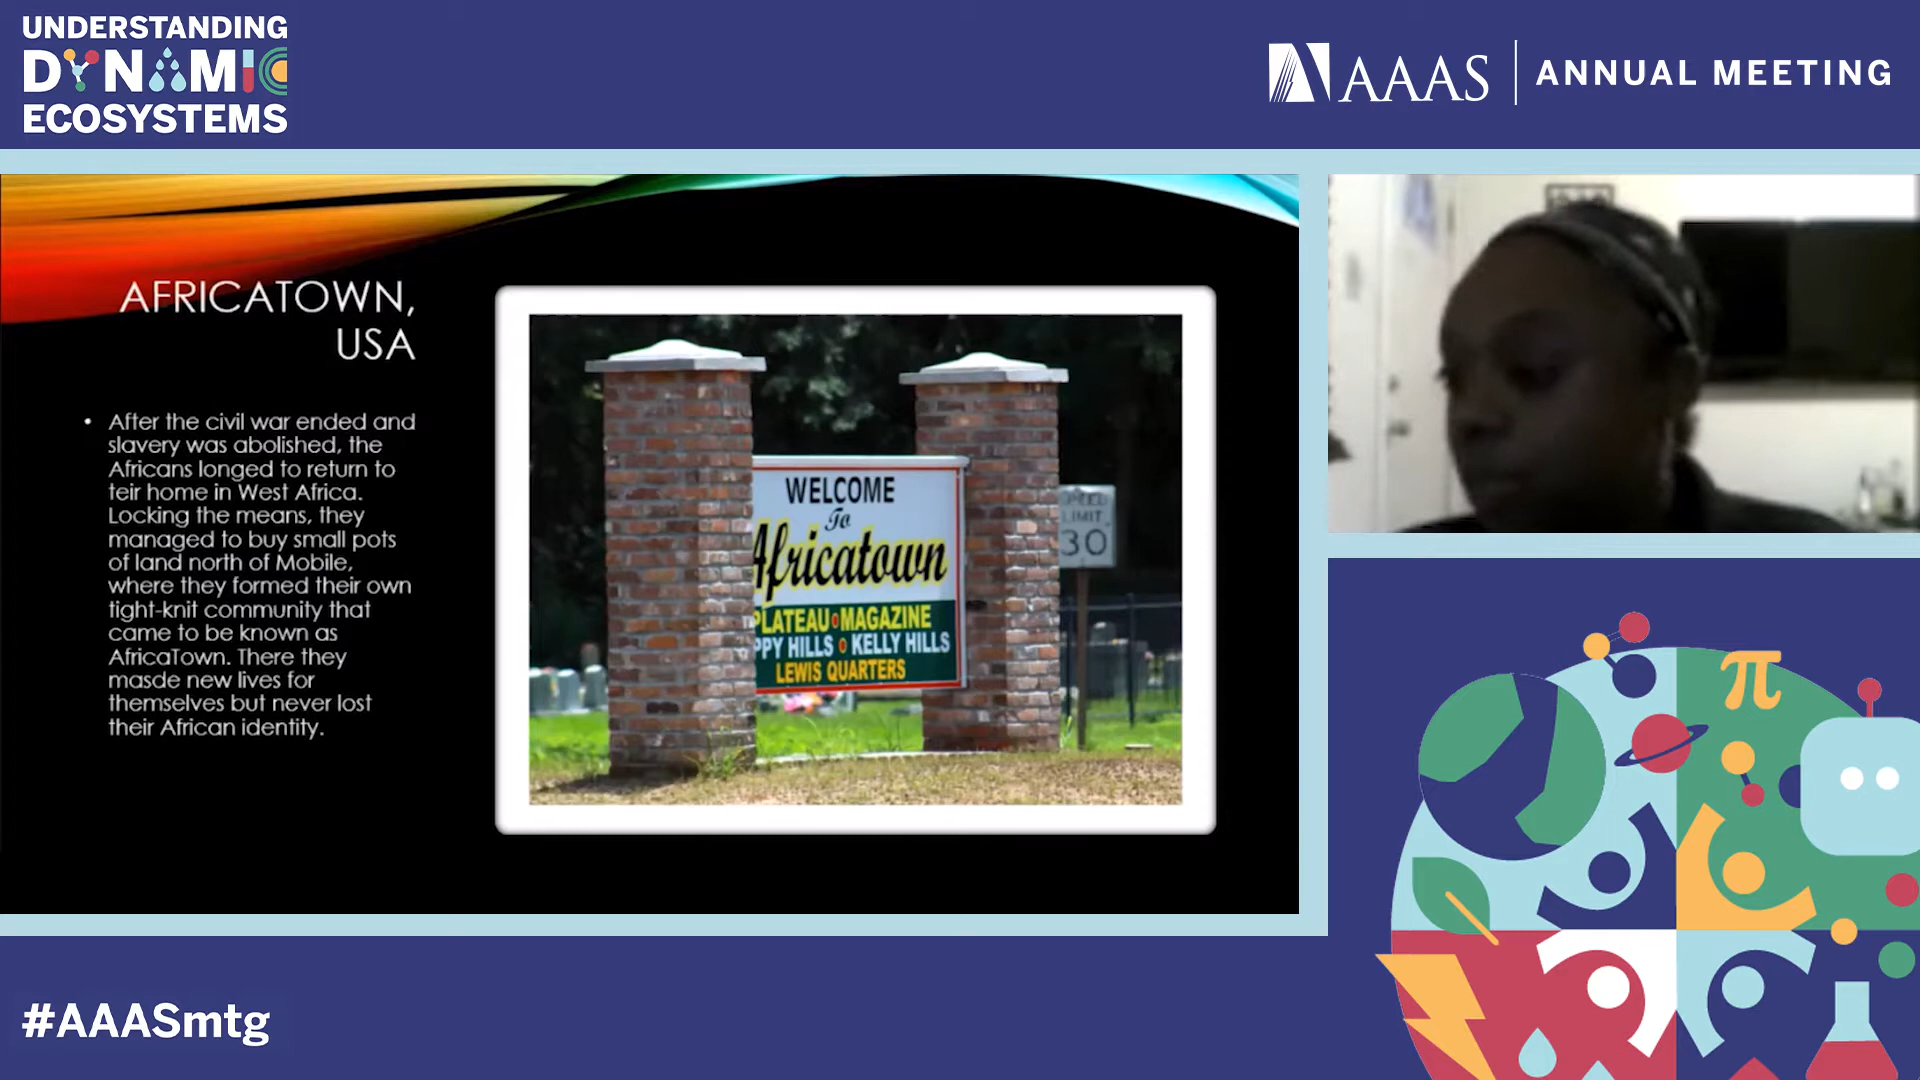 UNDERSTANDING
DYNAMIC
ECOSYSTEMS
AAAS
ANNUAL MEETING
AFRICATOWN,
USA
• After the civil war ended and
slavery was abolished, the
Africans longed to return to
teir home in West Africa.
Locking the means, they
managed to buy small pots
of land north of Mobile,
where they formed their own
tight-knit community that
came to be known as
AfricaTown. There they
masde new lives for
themselves but never lost
their African identity.
WELCOME
To
Africatown
PLATEAU • MAGAZINE
PPY HILLS • KELLY HILLS
LEWIS QUARTERS
SPEED
LIMIT
30
π
#AAASmtg